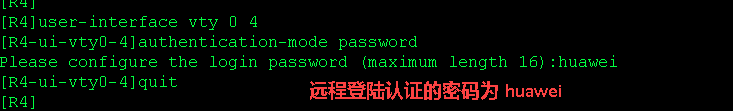 [R4]
[R4]user-interface vty 0 4
[R4-ui-vty0-4]authentication-mode password
Please configure the login password (maximum length 16):huawei
[R4-ui-vty0-4]quit
[R4]
远程登陆认证的密码为 huawei